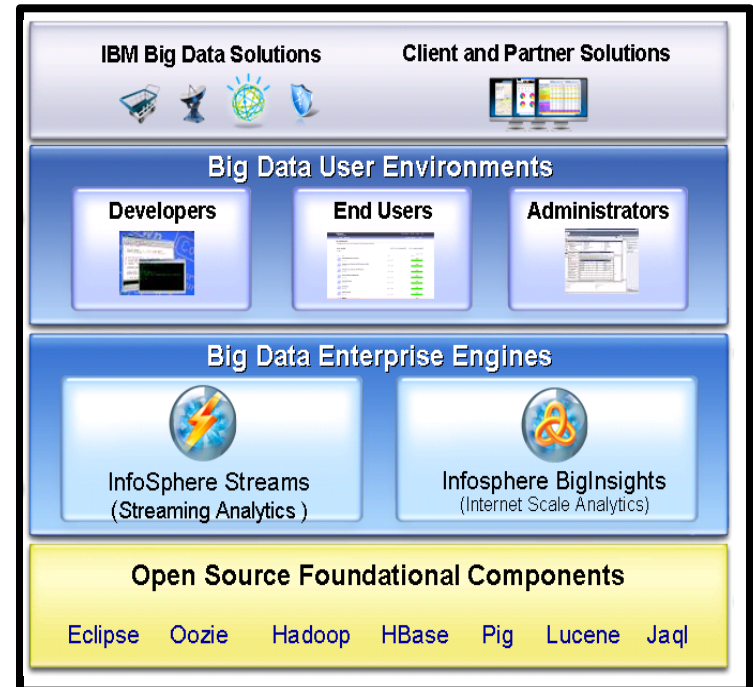 IBM Big Data Solutions
Client and Partner Solutions
Big Data User Environments
Developers
End Users
Administrators
Big Data Enterprise Engines
InfoSphere Streams
(Streaming Analytics )
Infosphere BigInsights
(Internet Scale Analytics)
Open Source Foundational Components
Eclipse Oozie Hadoop HBase Pig Lucene Jaql